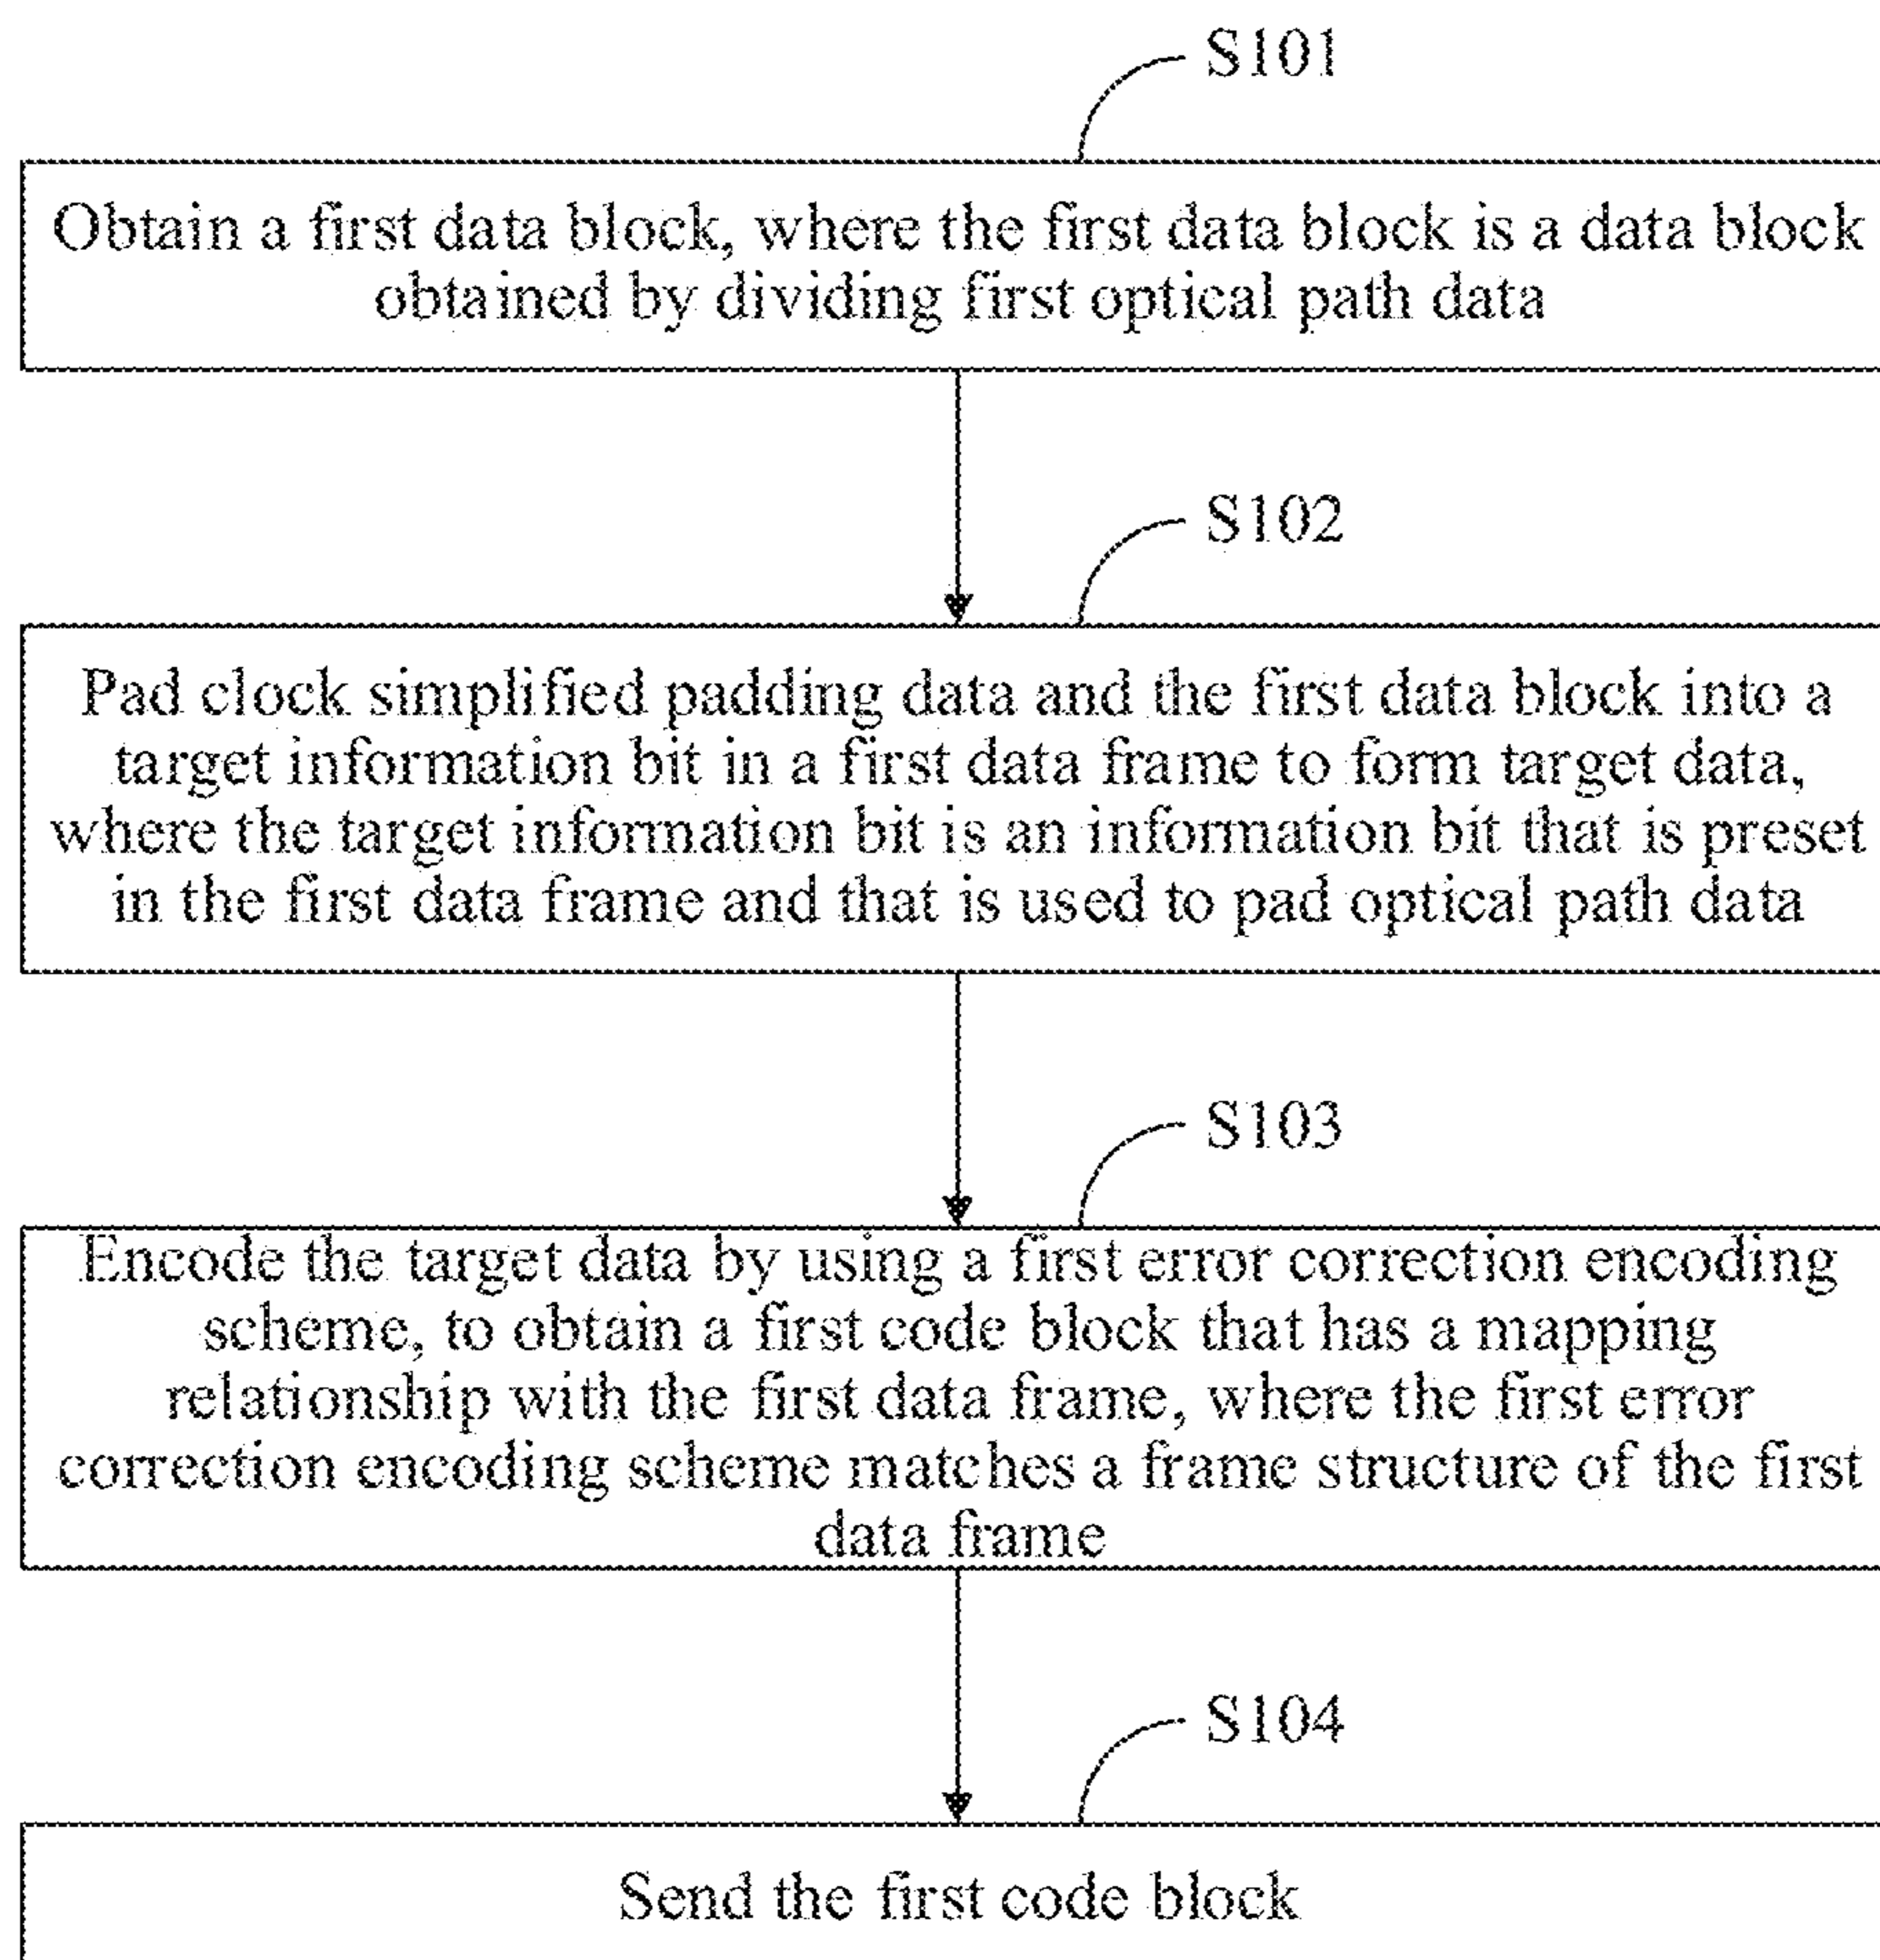 S101
Obtain a first data block, where the first data block is a data block
obtained by dividing first optical path data
S102
Pad clock simplified padding data and the first data block into a
target information bit in a first data frame to form target data,
where the target information bit is an information bit that is preset
in the first data frame and that is used to pad optical path data
S103
Encode the target data by using a first error correction encoding
scheme, to obtain a first code block that has a mapping
relationship with the first data frame, where the first error
correction encoding scheme matches a frame structure of the first
data frame
S104
Send the first code block